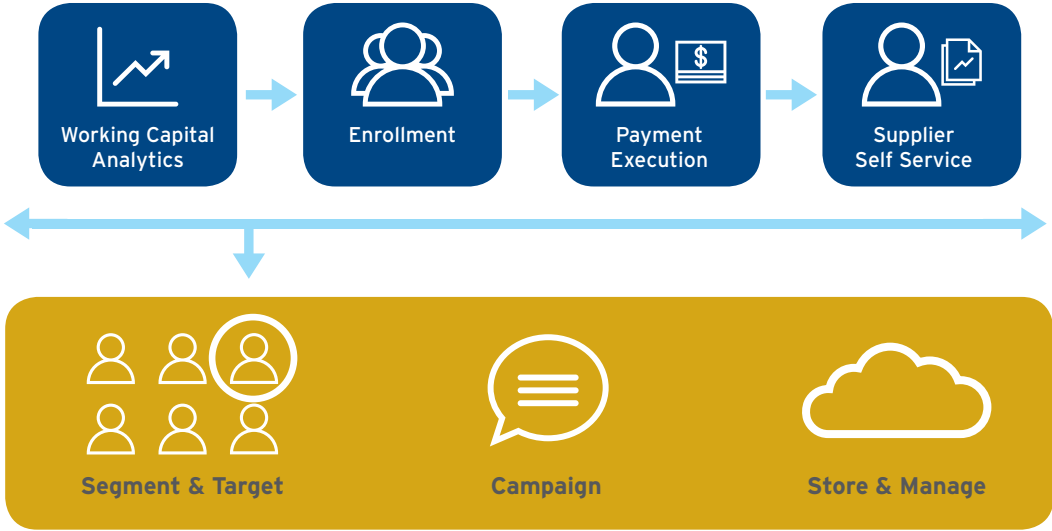 Working Capital
Analytics
Enrollment
$
Payment
Execution
Supplier
Self Service
Segment & Target
Campaign
Store & Manage